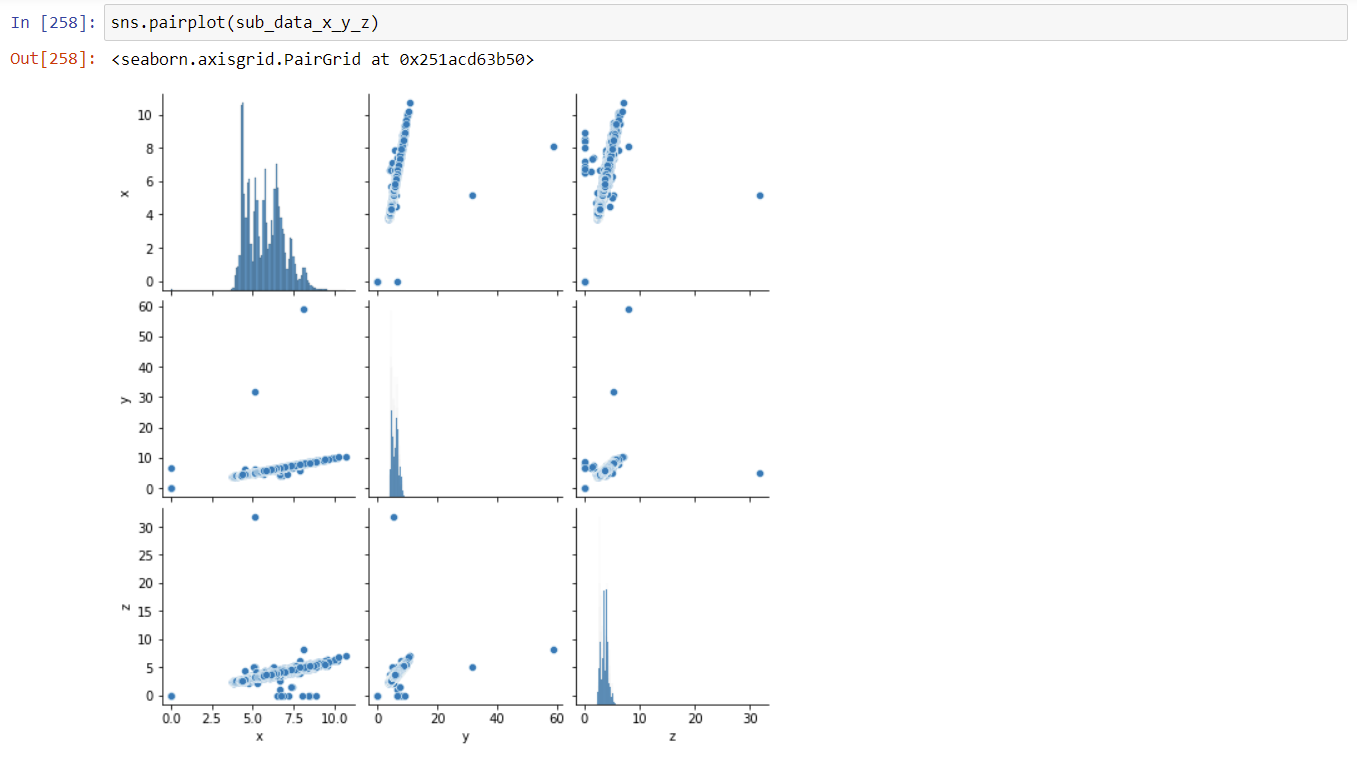 In [258]: sns.pairplot(sub_data_x_y_z)
Out[258]: <seaborn.axisgrid.PairGrid at 0x251acd63b50>
10
8
6
4
2
0
x
60
50
40
30
20
10
0
y
30
25
20
15
10
5
0
z
0.0 2.5 5.0 7.5 10.0
0 20 40 60
0 10 20 30
x y z